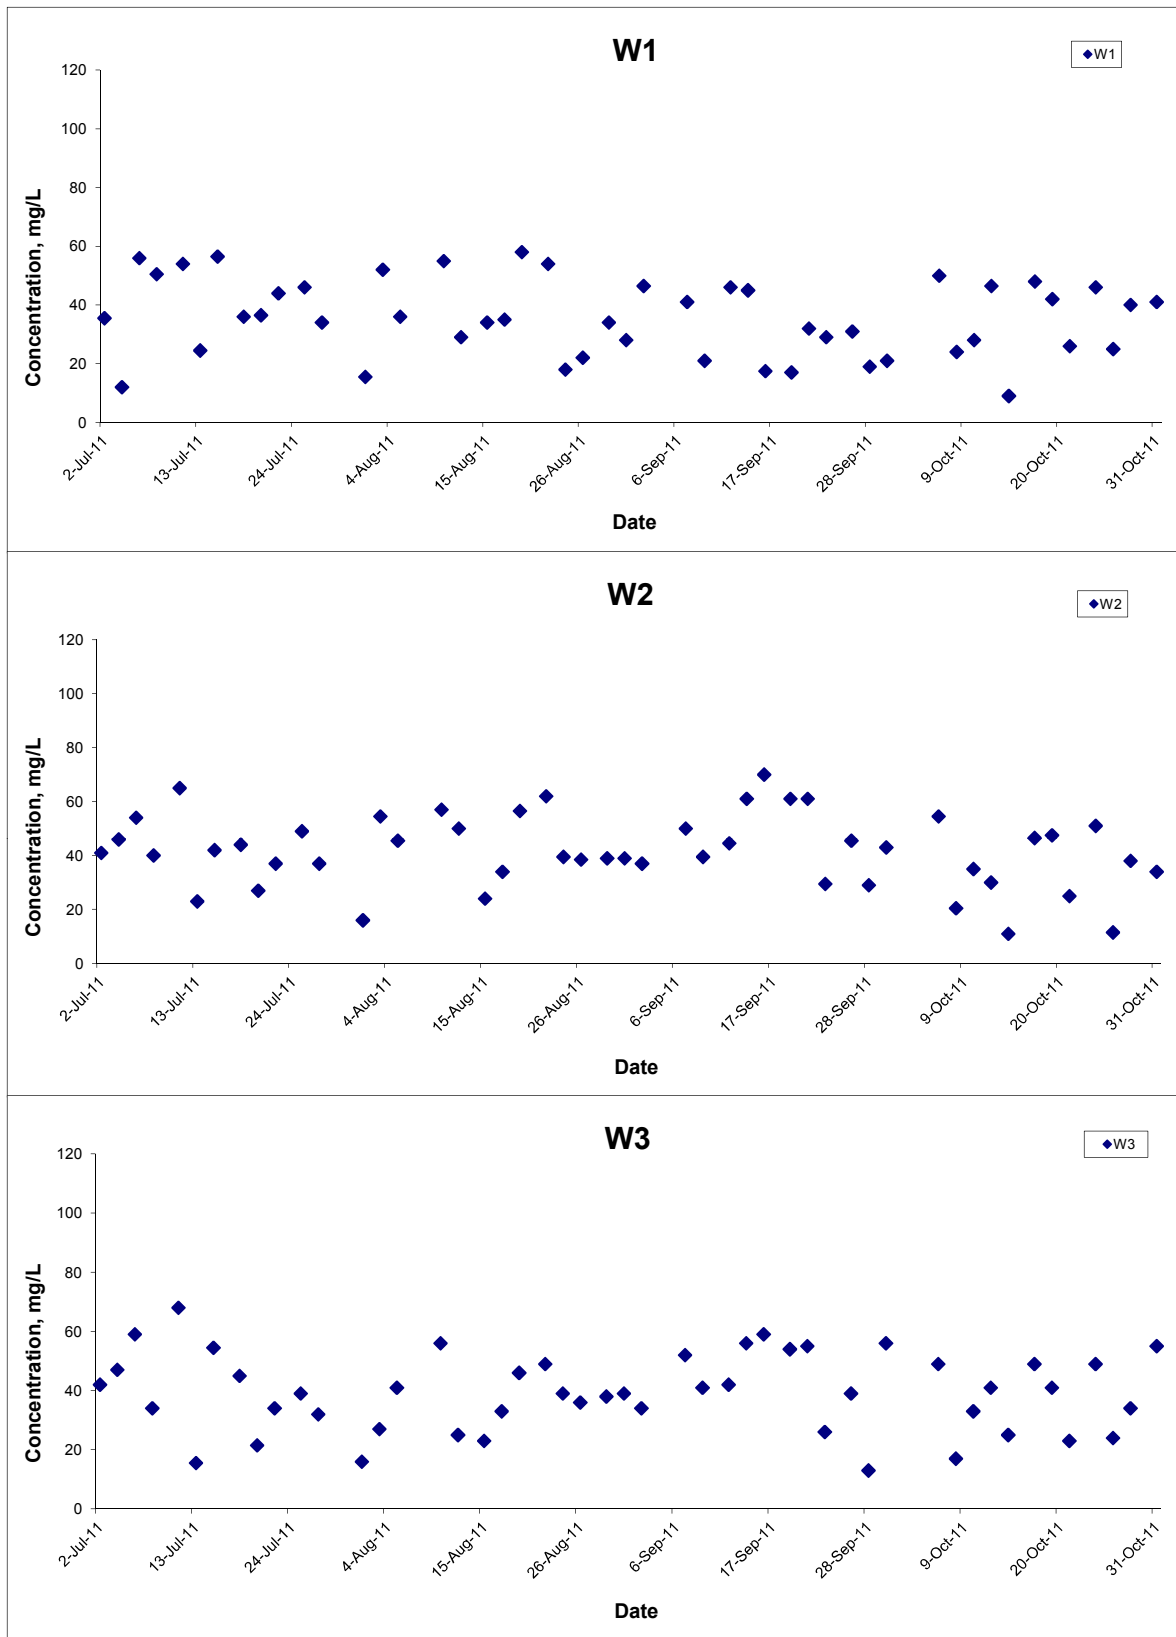 W1
W1
120
100
80
60
40
20
0
Concentration, mg/L
2-Jul-11 13-Jul-11 24-Jul-11 4-Aug-11 15-Aug-11 26-Aug-11 6-Sep-11 17-Sep-11 28-Sep-11 9-Oct-11 20-Oct-11 31-Oct-11
Date
W2
W2
120
100
80
60
40
20
0
Concentration, mg/L
2-Jul-11 13-Jul-11 24-Jul-11 4-Aug-11 15-Aug-11 26-Aug-11 6-Sep-11 17-Sep-11 28-Sep-11 9-Oct-11 20-Oct-11 31-Oct-11
Date
W3
W3
120
100
80
60
40
20
0
Concentration, mg/L
2-Jul-11 13-Jul-11 24-Jul-11 4-Aug-11 15-Aug-11 26-Aug-11 6-Sep-11 17-Sep-11 28-Sep-11 9-Oct-11 20-Oct-11 31-Oct-11
Date